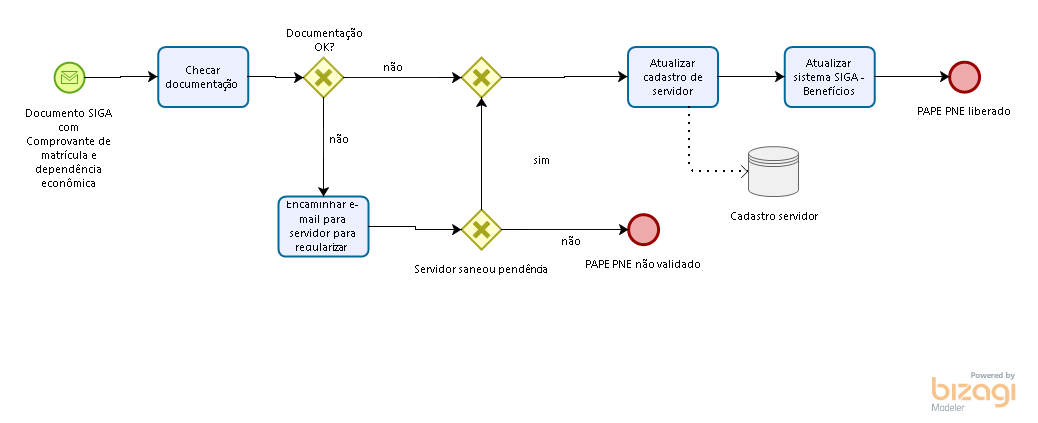 Documentação
OK?
não
Checar
documentação
Atualizar
cadastro de
servidor
Atualizar
sistema SIGA -
Benefícios
Documento SIGA
com
Comprovante de
matrícula e
dependência
econômica
PAPE PNE liberado
não
sim
Encaminhar e-
mail para
servidor para
regularizar
Cadastro servidor
não
Servidor saneou pendência
PAPE PNE não validado
Powered by
bizagi
Modeler